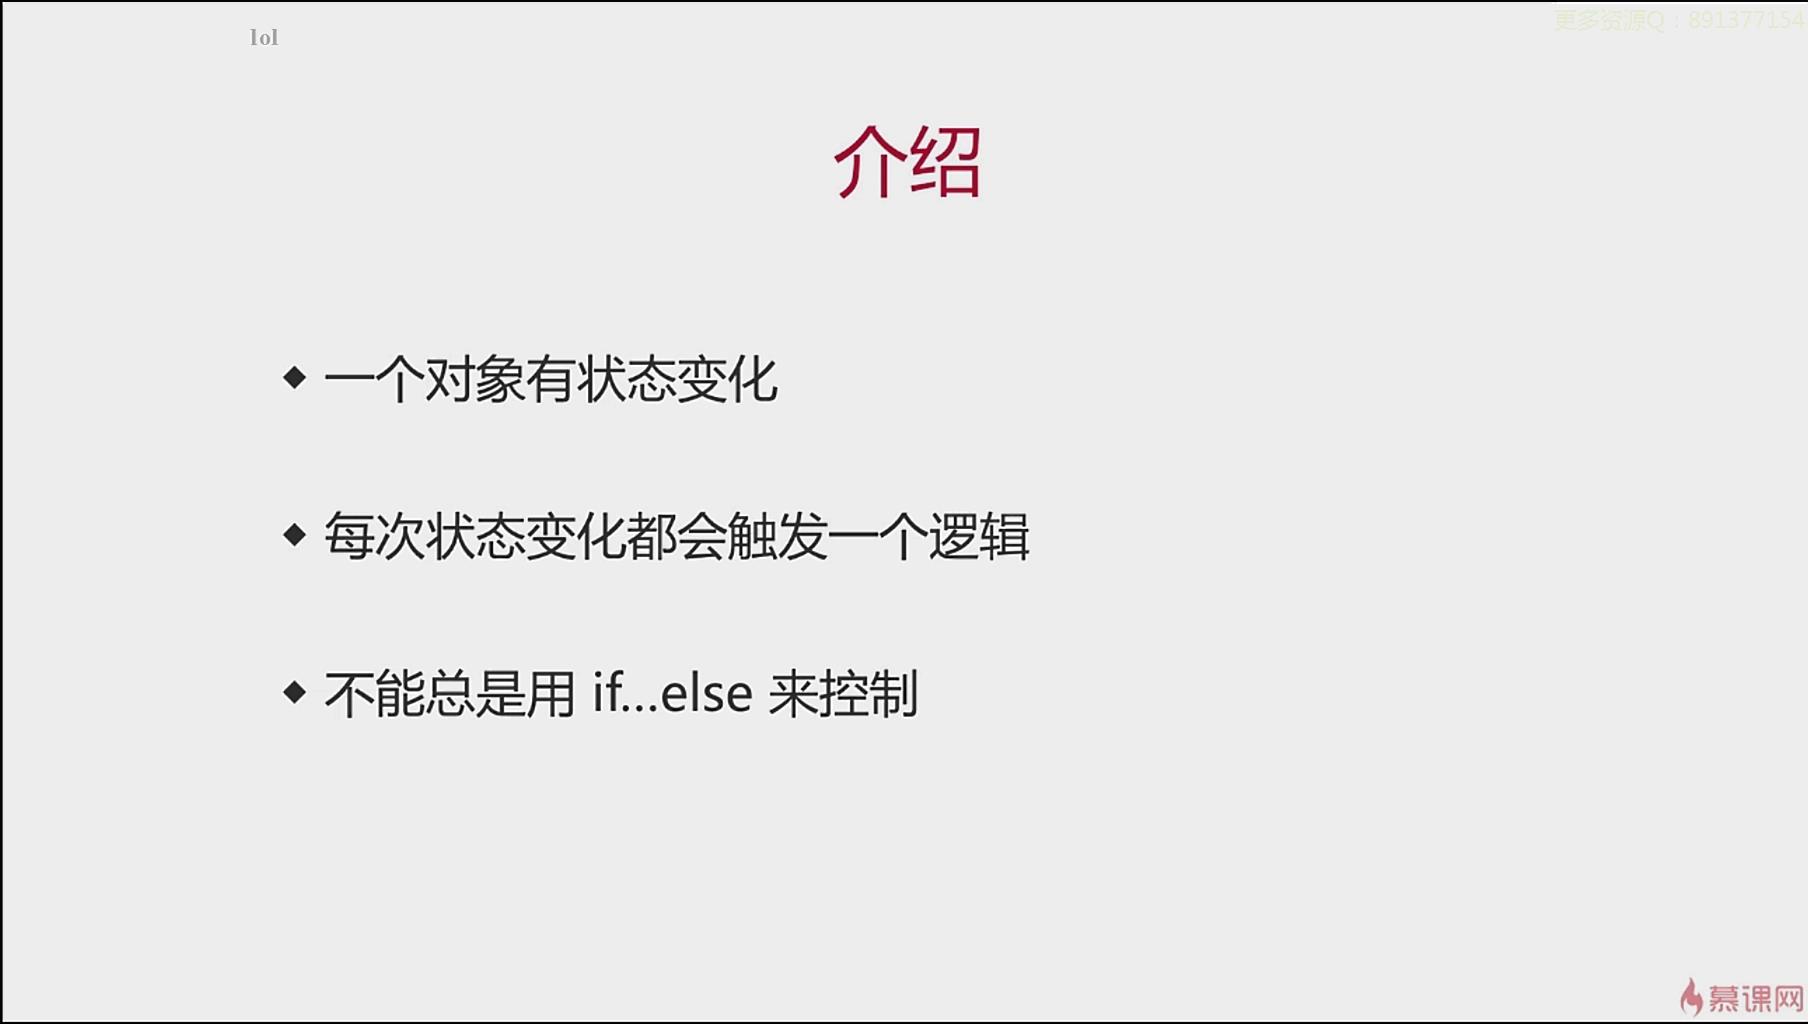 lol
更多资源Q：891377154
介绍
◆ 一个对象有状态变化
◆ 每次状态变化都会触发一个逻辑
◆ 不能总是用 if...else 来控制
慕课网